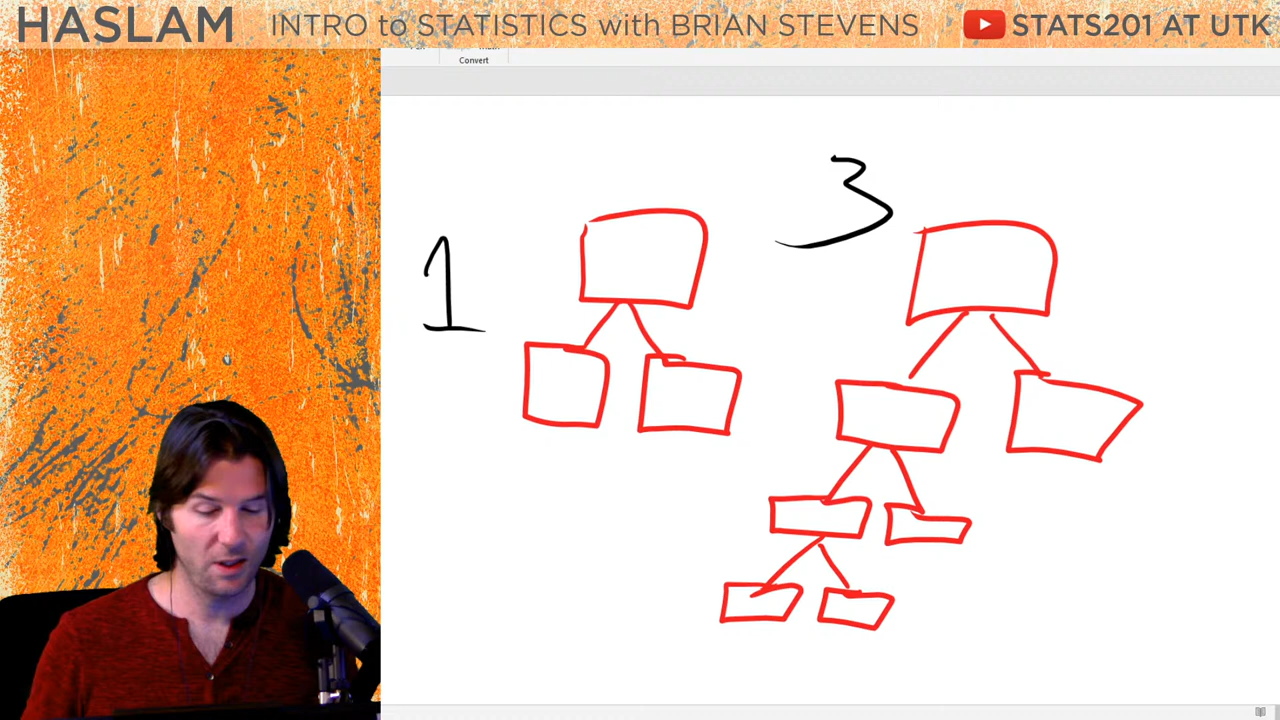 HASLAM INTRO to STATISTICS with BRIAN STEVENS STATS201 AT UTK
Convert
3
1